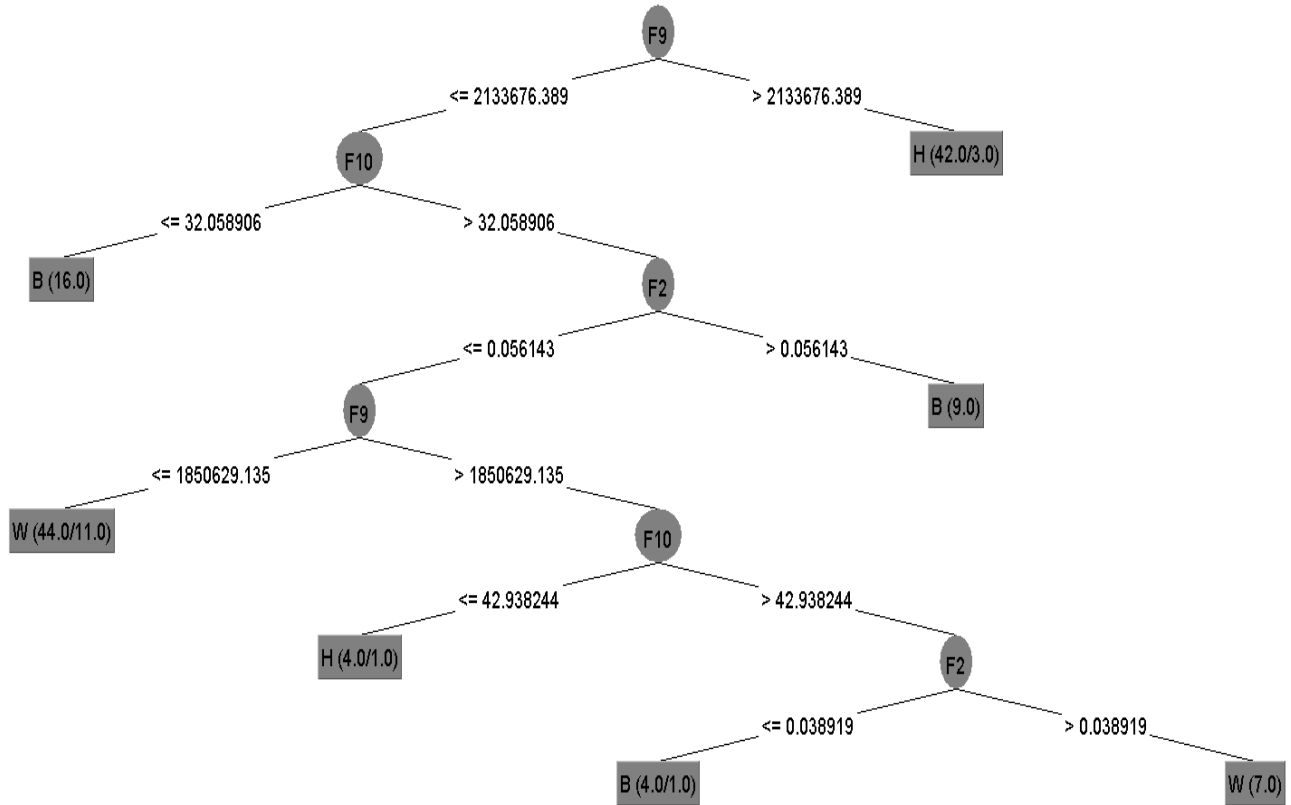 F9
<= 2133676.389
> 2133676.389
F10
H (42.0/3.0)
<= 32.058906
> 32.058906
B (16.0)
F2
<= 0.056143
> 0.056143
F9
B (9.0)
<= 1850629.135
> 1850629.135
W (44.0/11.0)
F10
<= 42.938244
> 42.938244
H (4.0/1.0)
F2
<= 0.038919
> 0.038919
B (4.0/1.0)
W (7.0)